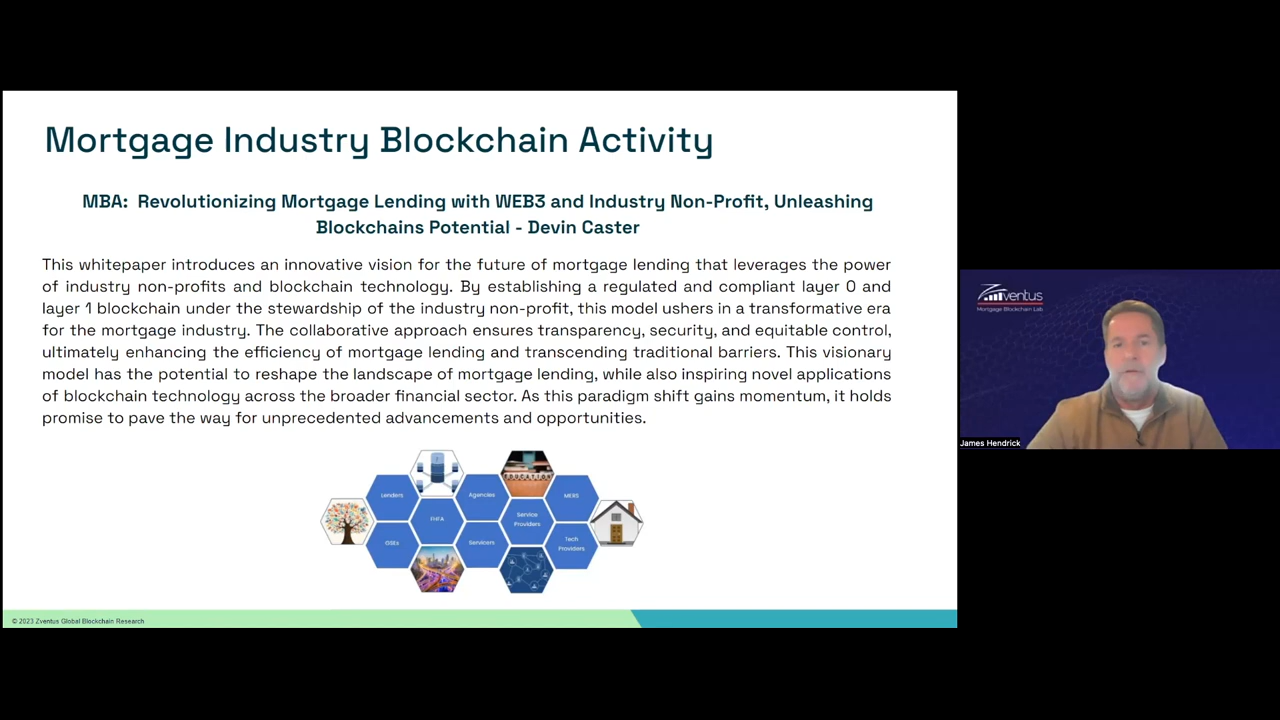 Mortgage Industry Blockchain Activity
MBA:  Revolutionizing Mortgage Lending with WEB3 and Industry Non-Profit, Unleashing
Blockchains Potential - Devin Caster
This whitepaper introduces an innovative vision for the future of mortgage lending that leverages the power
of industry non-profits and blockchain technology. By establishing a regulated and compliant layer 0 and
layer 1 blockchain under the stewardship of the industry non-profit, this model ushers in a transformative era
for the mortgage industry. The collaborative approach ensures transparency, security, and equitable control,
ultimately enhancing the efficiency of mortgage lending and transcending traditional barriers. This visionary
model has the potential to reshape the landscape of mortgage lending, while also inspiring novel applications
of blockchain technology across the broader financial sector. As this paradigm shift gains momentum, it holds
promise to pave the way for unprecedented advancements and opportunities.
EDUCATION
Lenders
Agencies
MERS
FHFA
Service
Providers
GSEs
Servicers
Tech
Providers
© 2023 Zventus Global Blockchain Research
Zventus
Mortgage Blockchain Lab
James Hendrick